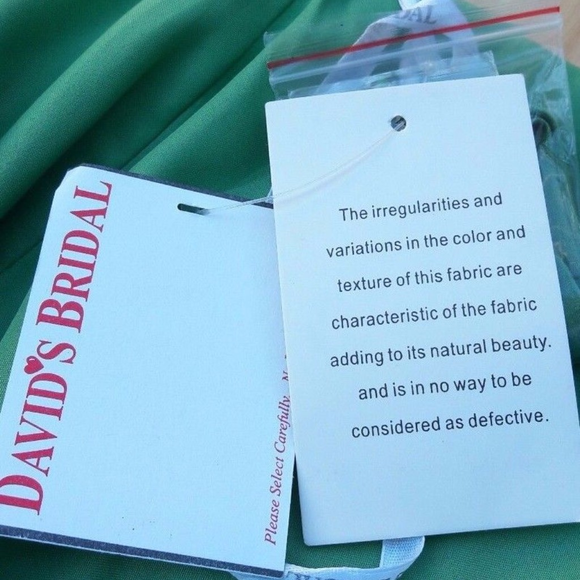 DAL
DAVID'S BRIDAL
Please Select Carefully.
The irregularities and
variations in the color and
texture of this fabric are
characteristic of the fabric
adding to its natural beauty.
and is in no way to be
considered as defective.